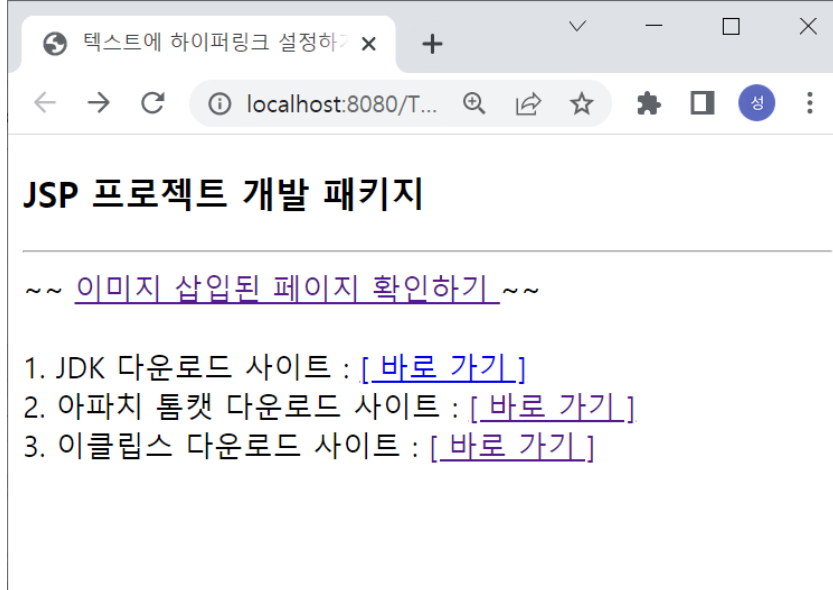 텍스트에 하이퍼링크 설정하기
localhost:8080/T...
성
JSP 프로젝트 개발 패키지
~~ 이미지 삽입된 페이지 확인하기 ~~
1. JDK 다운로드 사이트 : [ 바로 가기 ]
2. 아파치 톰캣 다운로드 사이트 : [ 바로 가기 ]
3. 이클립스 다운로드 사이트 : [ 바로 가기 ]